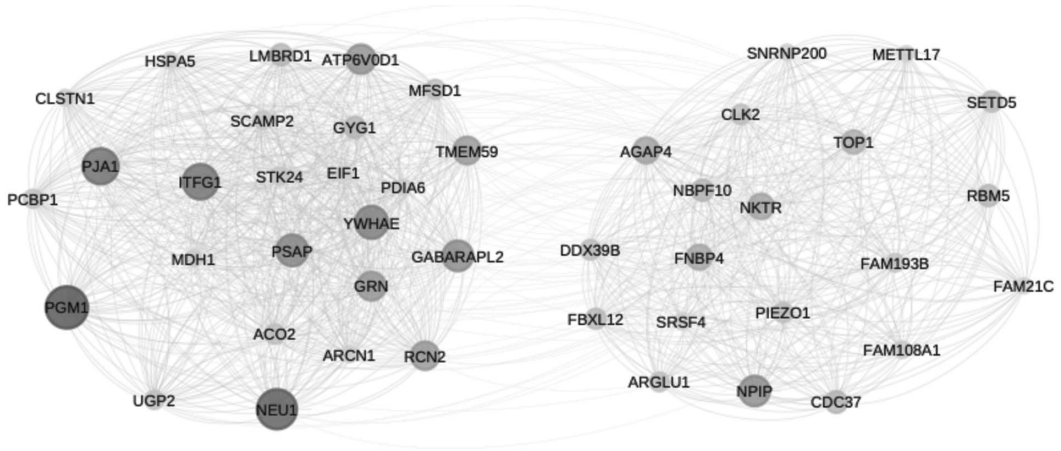 HSPA5
LMBRD1
ATP6V0D1
CLSTN1
MFSD1
SCAMP2
GYG1
TMEM59
PJA1
ITFG1
STK24
EIF1
PDIA6
PCBP1
YWHAE
MDH1
PSAP
GABARAPL2
PGM1
GRN
ACO2
ARCN1
RCN2
UGP2
NEU1
SNRNP200
METTL17
SETD5
CLK2
TOP1
AGAP4
NBPF10
NKTR
RBM5
DDX39B
FNBP4
FAM193B
FAM21C
FBXL12
SRSF4
PIEZO1
FAM108A1
ARGLU1
NPIP
CDC37